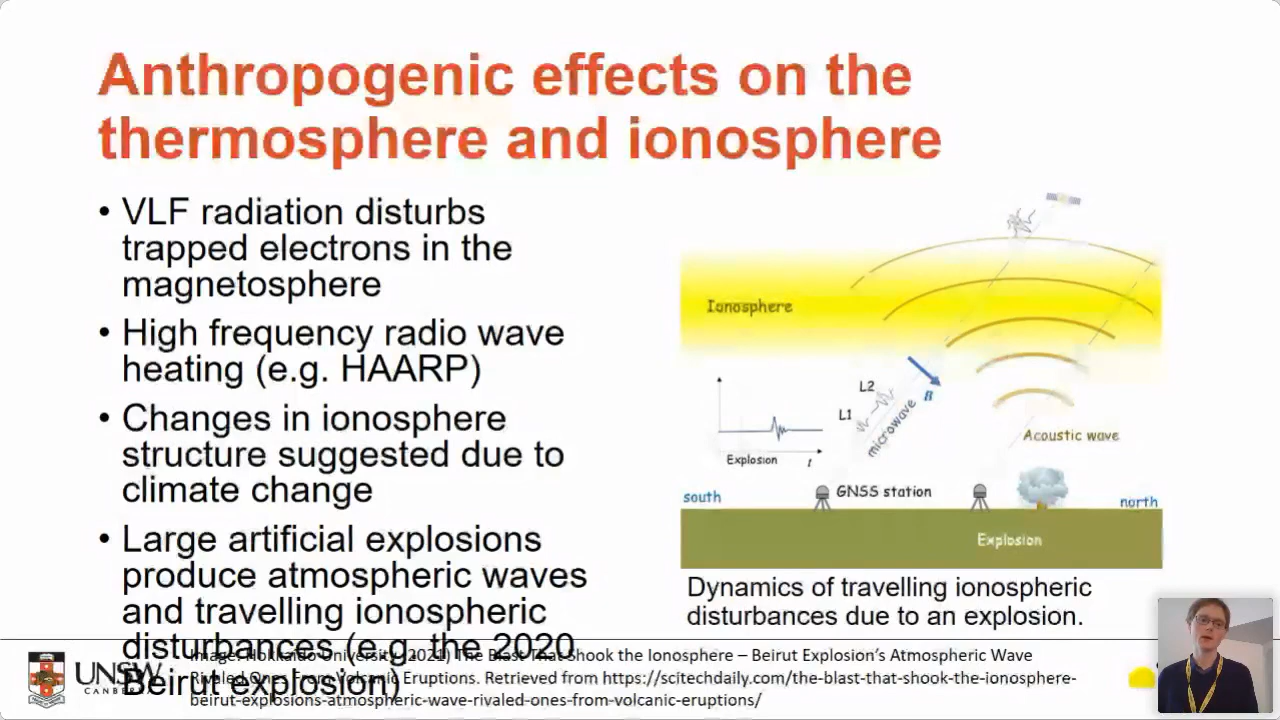 Anthropogenic effects on the
thermosphere and ionosphere
• VLF radiation disturbs
trapped electrons in the
magnetosphere
• High frequency radio wave
heating (e.g. HAARP)
• Changes in ionosphere
structure suggested due to
climate change
• Large artificial explosions
produce atmospheric waves
and travelling ionospheric
disturbances (e.g. the 2020
Beirut explosion)
Ionosphere
L2
L1
microwave
B
Acoustic wave
Explosion
t
south
GNSS station
north
Explosion
Dynamics of travelling ionospheric
disturbances due to an explosion.
UNSW
CANBERRA
Image: Hokkaido University (2021) The Blast That Shook the Ionosphere – Beirut Explosion’s Atmospheric Wave
Rivaled Ones From Volcanic Eruptions. Retrieved from https://scitechdaily.com/the-blast-that-shook-the-ionosphere-
beirut-explosions-atmospheric-wave-rivaled-ones-from-volcanic-eruptions/